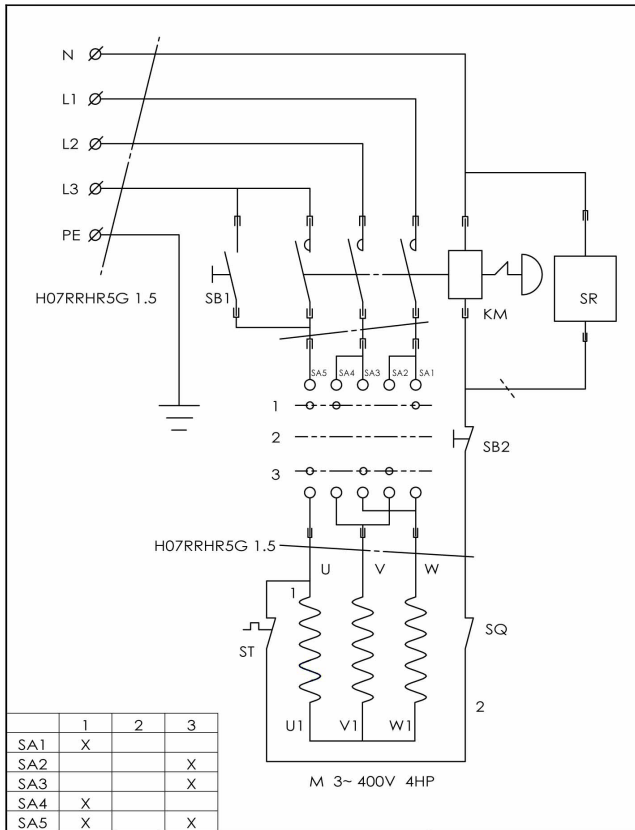 N
L1
L2
L3
PE
H07RRHR5G 1.5
SB1
KM
SR
SA5 SA4 SA3 SA2 SA1
1
2
SB2
3
H07RRHR5G 1.5
U V W
1
ST
SQ
U1 V1 W1
2
M 3~ 400V 4HP
1 2 3
SA1 X
SA2 X
SA3 X
SA4 X
SA5 X X